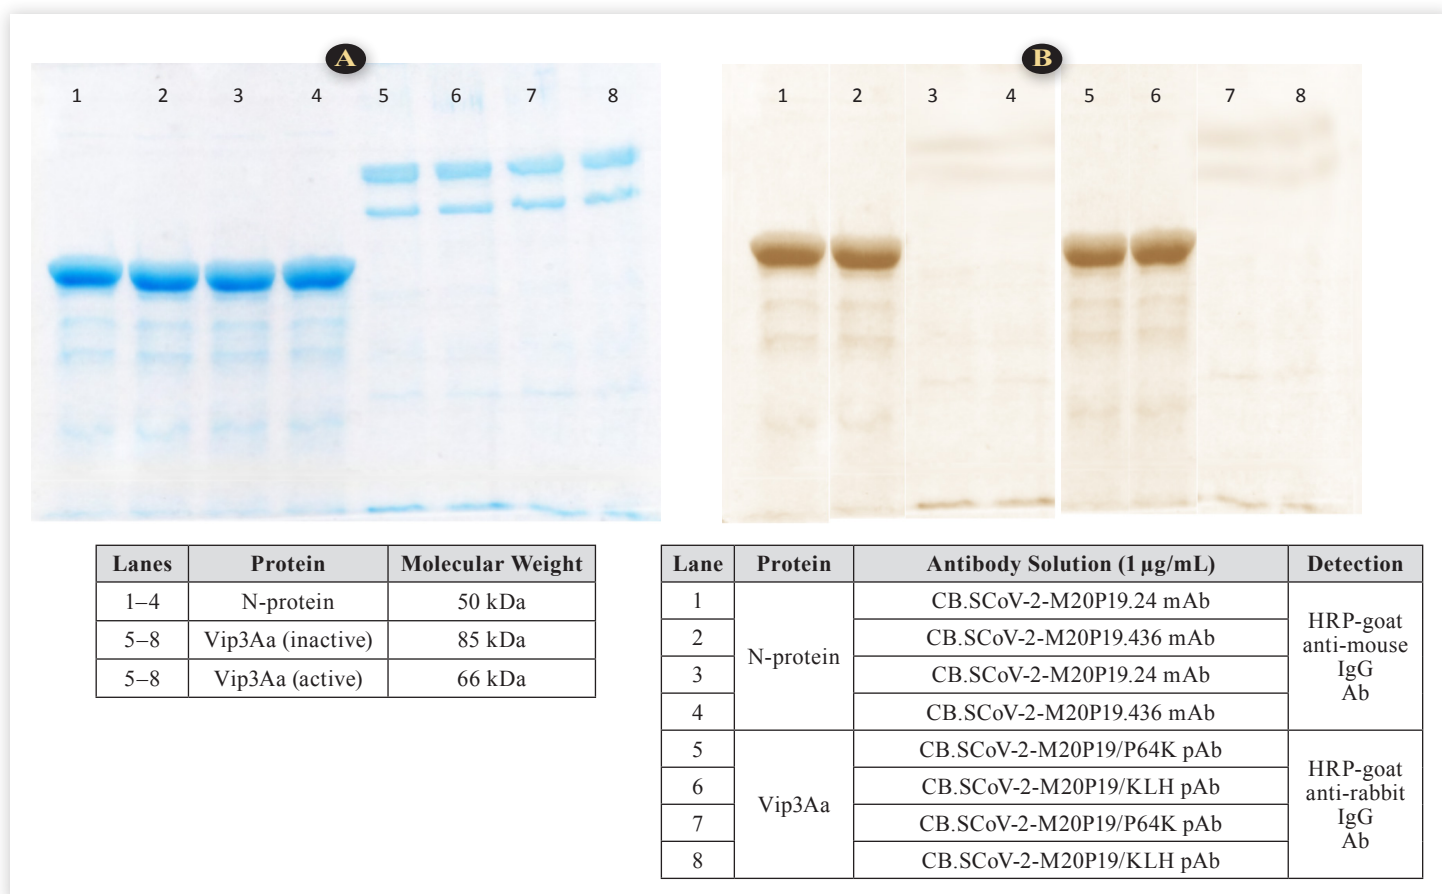 A
1 2 3 4 5 6 7 8
B
1 2 3 4 5 6 7 8
Lanes Protein Molecular Weight
1–4 N-protein 50 kDa
5–8 Vip3Aa (inactive) 85 kDa
5–8 Vip3Aa (active) 66 kDa
Lane Protein Antibody Solution (1 µg/mL) Detection
1 N-protein CB.SCoV-2-M20P19.24 mAb HRP-goat anti-mouse IgG Ab
2 CB.SCoV-2-M20P19.436 mAb
3 CB.SCoV-2-M20P19.24 mAb
4 CB.SCoV-2-M20P19.436 mAb
5 Vip3Aa CB.SCoV-2-M20P19/P64K pAb HRP-goat anti-rabbit IgG Ab
6 CB.SCoV-2-M20P19/KLH pAb
7 CB.SCoV-2-M20P19/P64K pAb
8 CB.SCoV-2-M20P19/KLH pAb